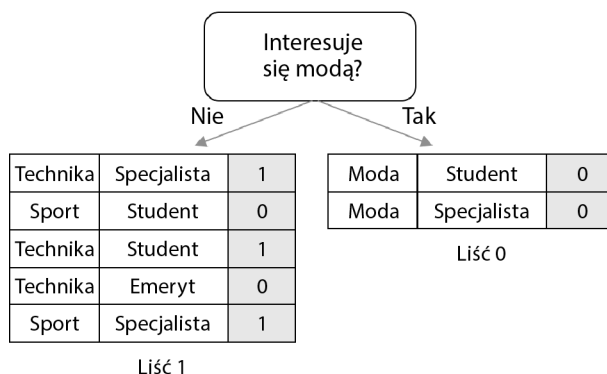 Interesuje
się modą?
Nie
Tak
Technika Specjalista 1
Sport Student 0
Technika Student 1
Technika Emeryt 0
Sport Specjalista 1
Liść 1
Moda Student 0
Moda Specjalista 0
Liść 0